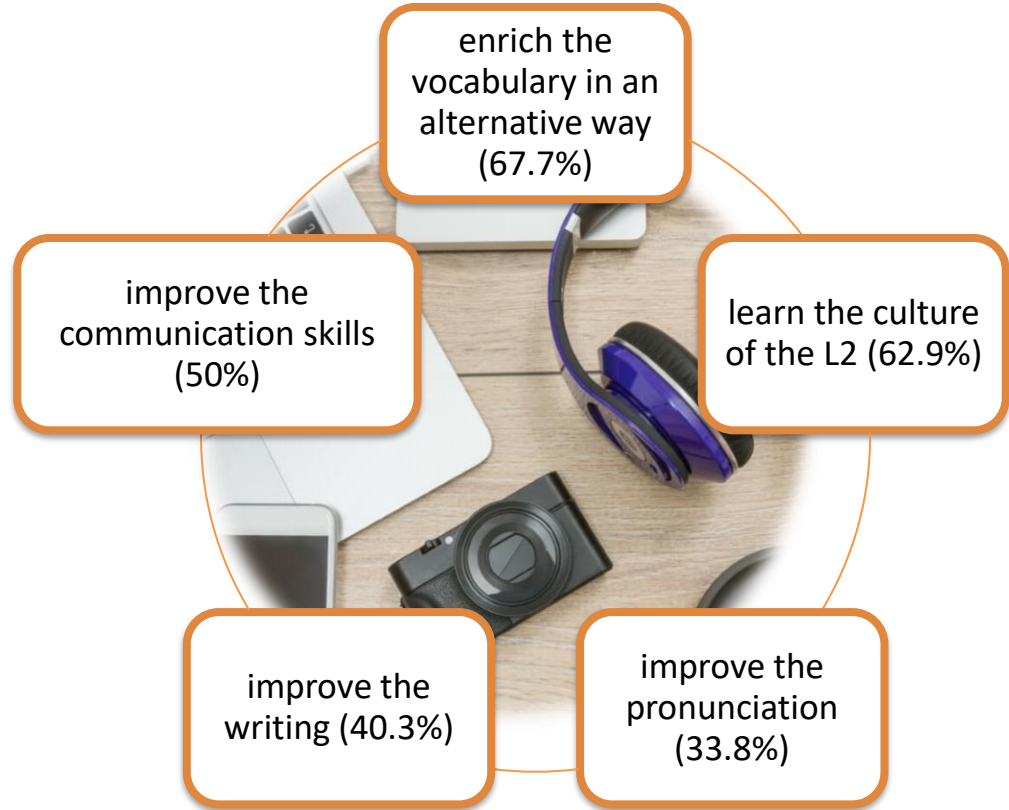 enrich the
vocabulary in an
alternative way
(67.7%)
learn the culture
of the L2 (62.9%)
improve the
pronunciation
(33.8%)
improve the
writing (40.3%)
improve the
communication skills
(50%)